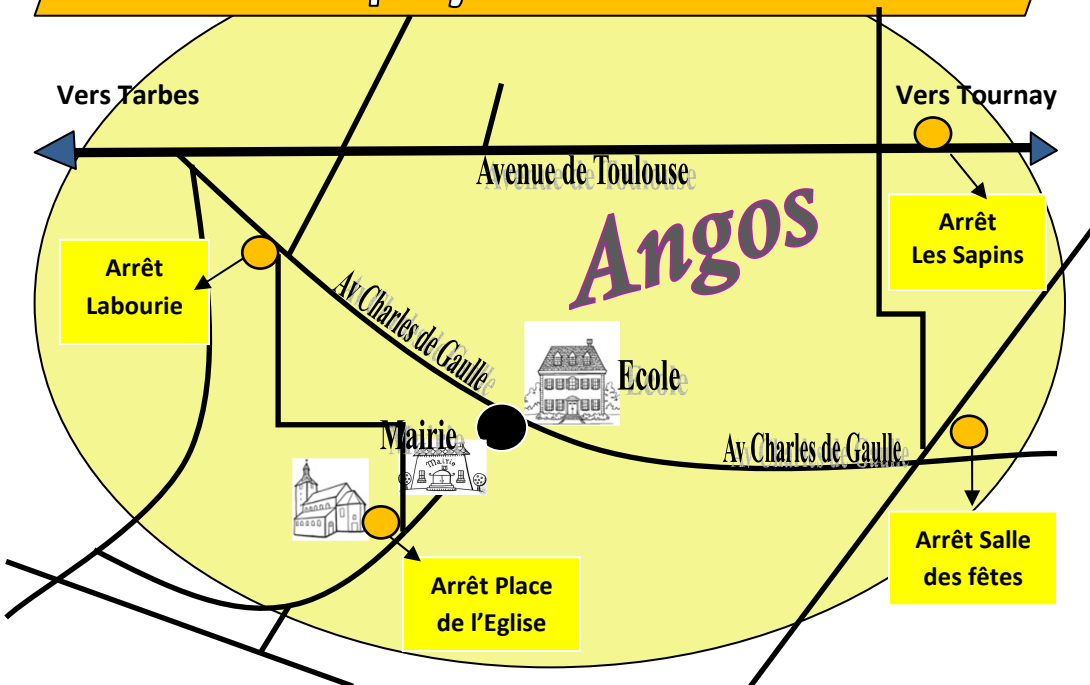 Vers Tarbes
Vers Tournay
Avenue de Toulouse
Angos
Arrêt
Les Sapins
Arrêt
Labourie
Av Charles de Gaulle
Ecole
Mairie
Mairie
Av Charles de Gaulle
Arrêt Salle
des fêtes
Arrêt Place
de l’Eglise